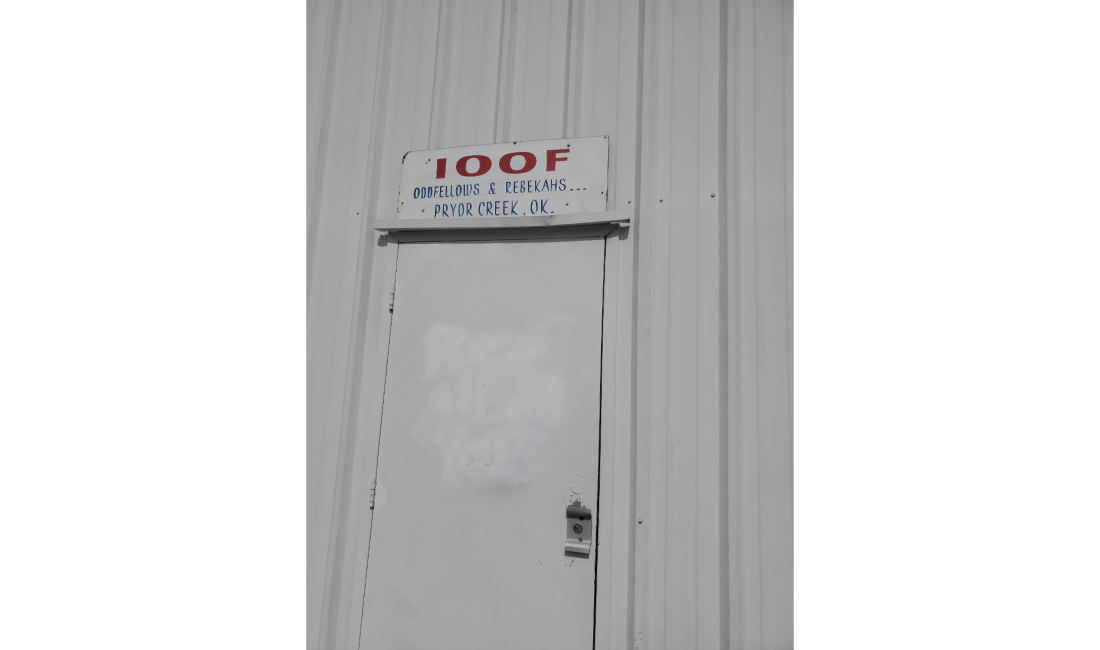 IOOF
ODDFELLOWS & REBEKAHS...
PRYOR CREEK, OK.